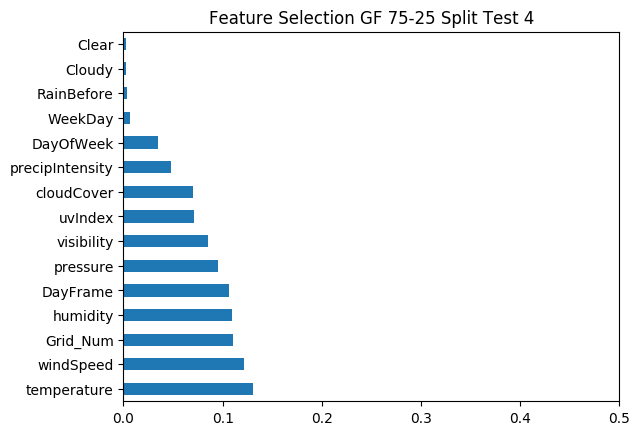 Feature Selection GF 75-25 Split Test 4
Clear
Cloudy
RainBefore
WeekDay
DayOfWeek
precipIntensity
cloudCover
uvIndex
visibility
pressure
DayFrame
humidity
Grid_Num
windSpeed
temperature
0.0 0.1 0.2 0.3 0.4 0.5